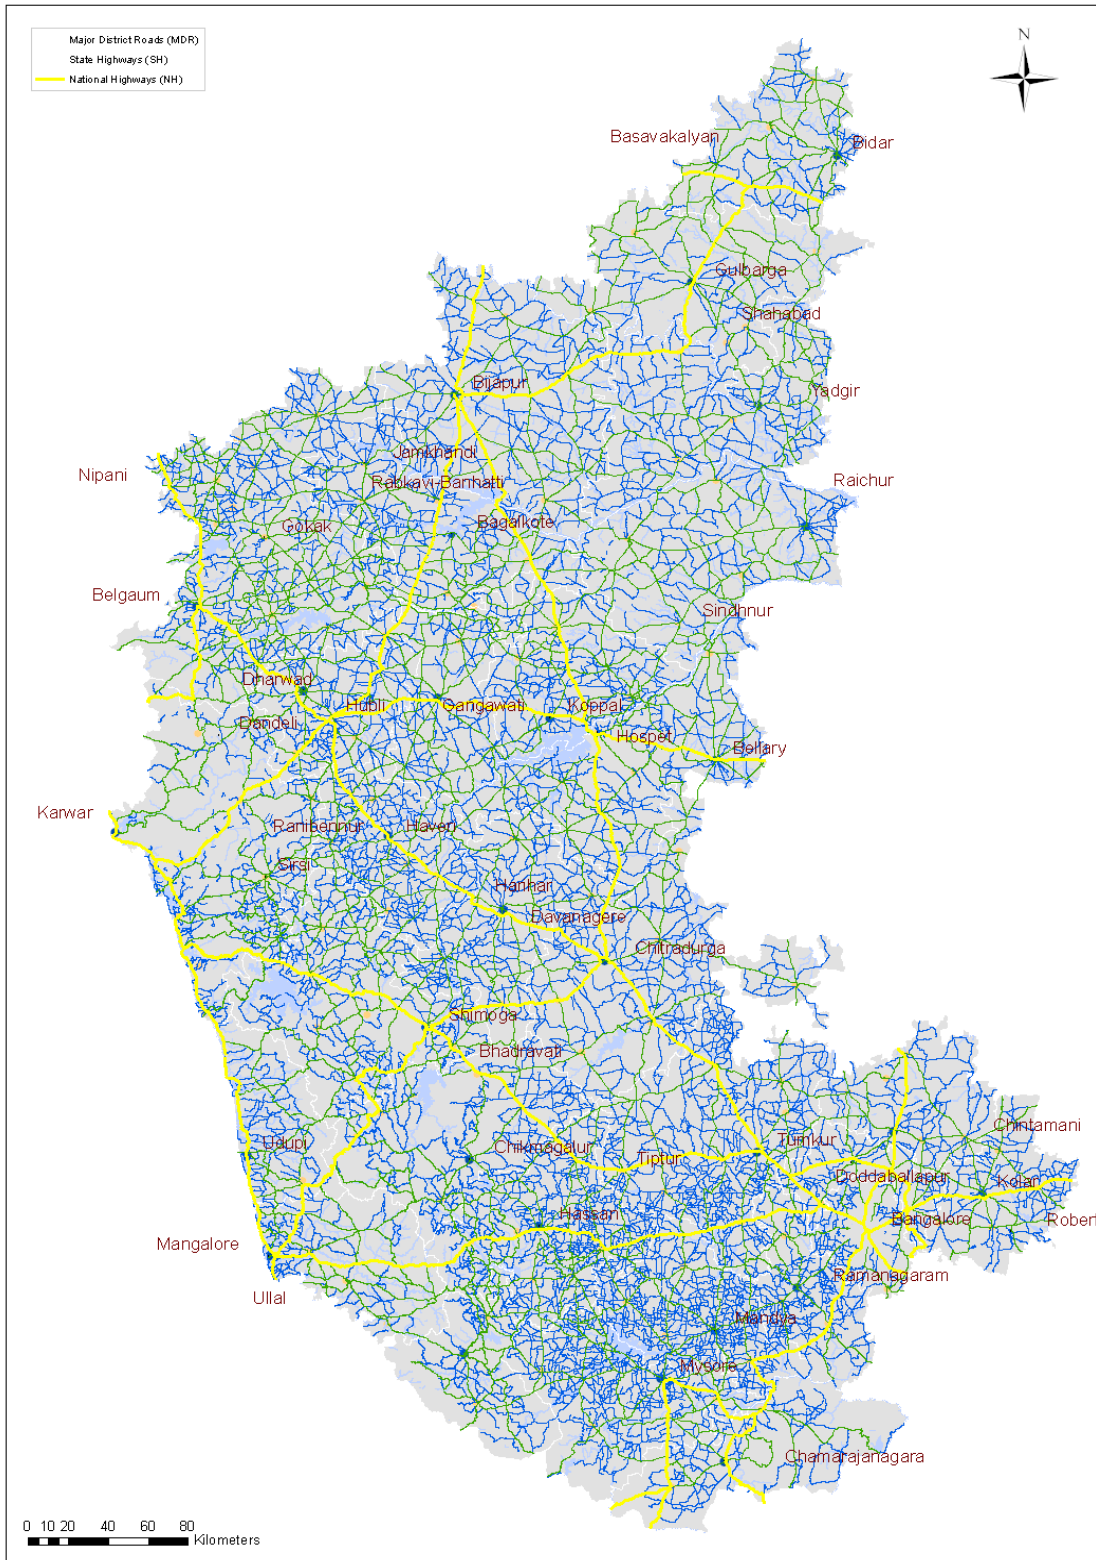 Major District Roads (MDR)
State Highways (SH)
National Highways (NH)
N
Basavakalyan
Bidar
Gulbarga
Shahabad
Bijapur
Yadgir
Jamkhandi
Nipani
Rabkavi-Banhatti
Raichur
Gokak
Bagalkote
Belgaum
Sindhnur
Dharwad
Hubli
Gangawati
Koppal
Dandeli
Hospet
Bellary
Karwar
Ranibennur
Haveri
Sirsi
Harihar
Davanagere
Chitradurga
Shimoga
Bhadravati
Chintamani
Udupi
Chikmagalur
Tiptur
Tumkur
Doddaballapur
Kolar
Hassan
Bangalore
Robert
Mangalore
Ramanagaram
Ullal
Mandya
Mysore
Chamarajanagara
0 10 20 40 60 80
Kilometers